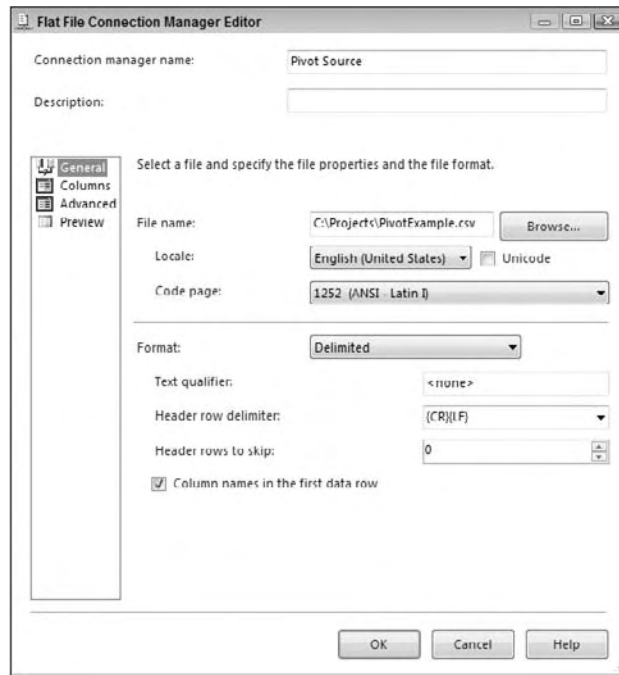 Flat File Connection Manager Editor
Connection manager name: Pivot Source
Description:
General
Columns
Advanced
Preview
Select a file and specify the file properties and the file format.
File name: C:\Projects\PivotExample.csv Browse...
Locale: English (United States) Unicode
Code page: 1252 (ANSI - Latin I)
Format: Delimited
Text qualifier: <none>
Header row delimiter: {CR}{LF}
Header rows to skip: 0
Column names in the first data row
OK Cancel Help